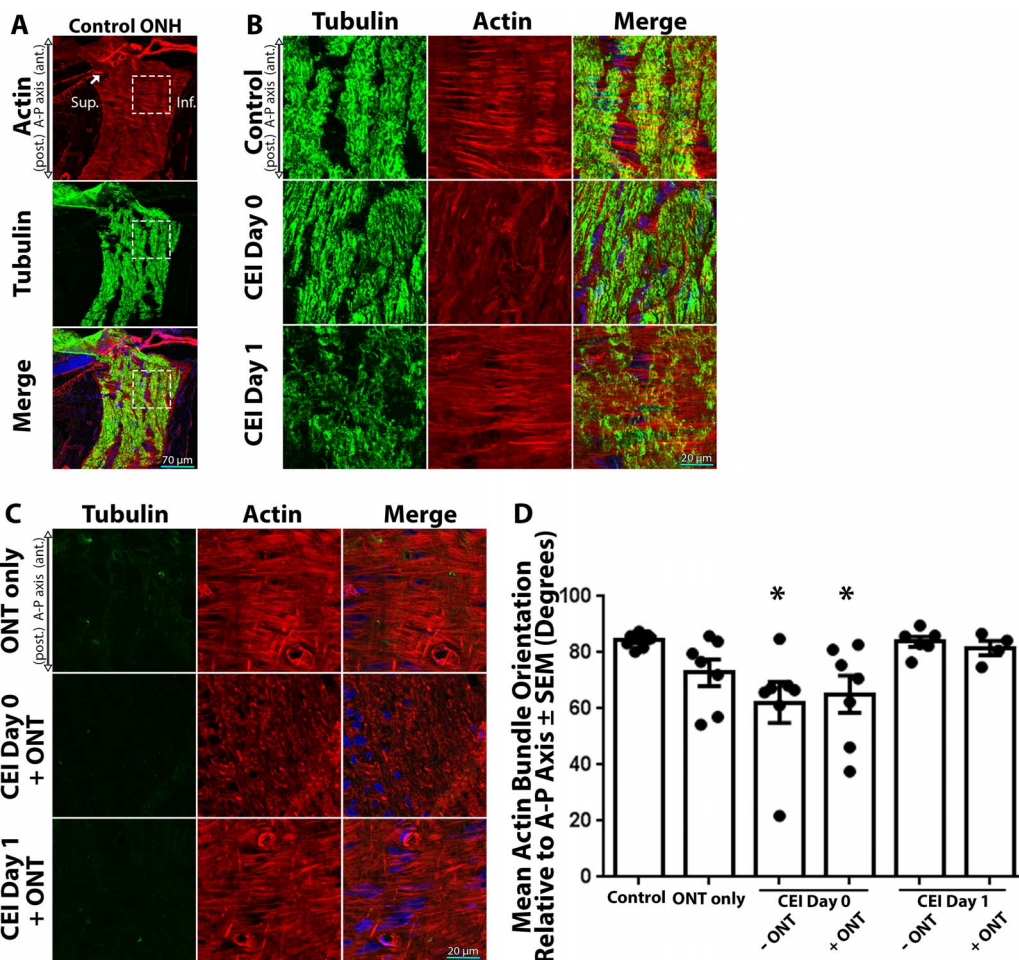 A
Control ONH
Actin
(post.) A-P axis (ant.)
Sup.
Inf.
Tubulin
Merge
70 µm
B
Tubulin Actin Merge
Control
(post.) A-P axis (ant.)
CEI Day 0
CEI Day 1
20 µm
C
Tubulin Actin Merge
ONT only
(post.) A-P axis (ant.)
CEI Day 0
+ ONT
CEI Day 1
+ ONT
20 µm
D
Mean Actin Bundle Orientation
Relative to A-P Axis ± SEM (Degrees)
100
80
60
40
20
0
* *
Control ONT only CEI Day 0 CEI Day 1
- ONT + ONT - ONT + ONT